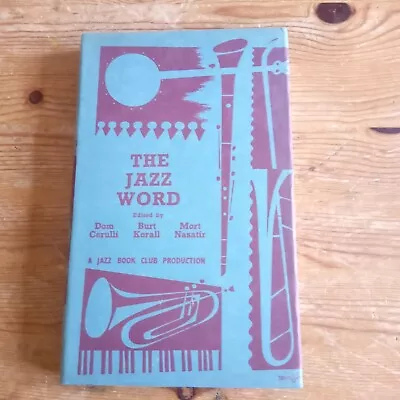 THE
JAZZ
WORD
Edited by
Dom Burt Mort
Cerulli Korall Nasatir
A JAZZ BOOK CLUB PRODUCTION